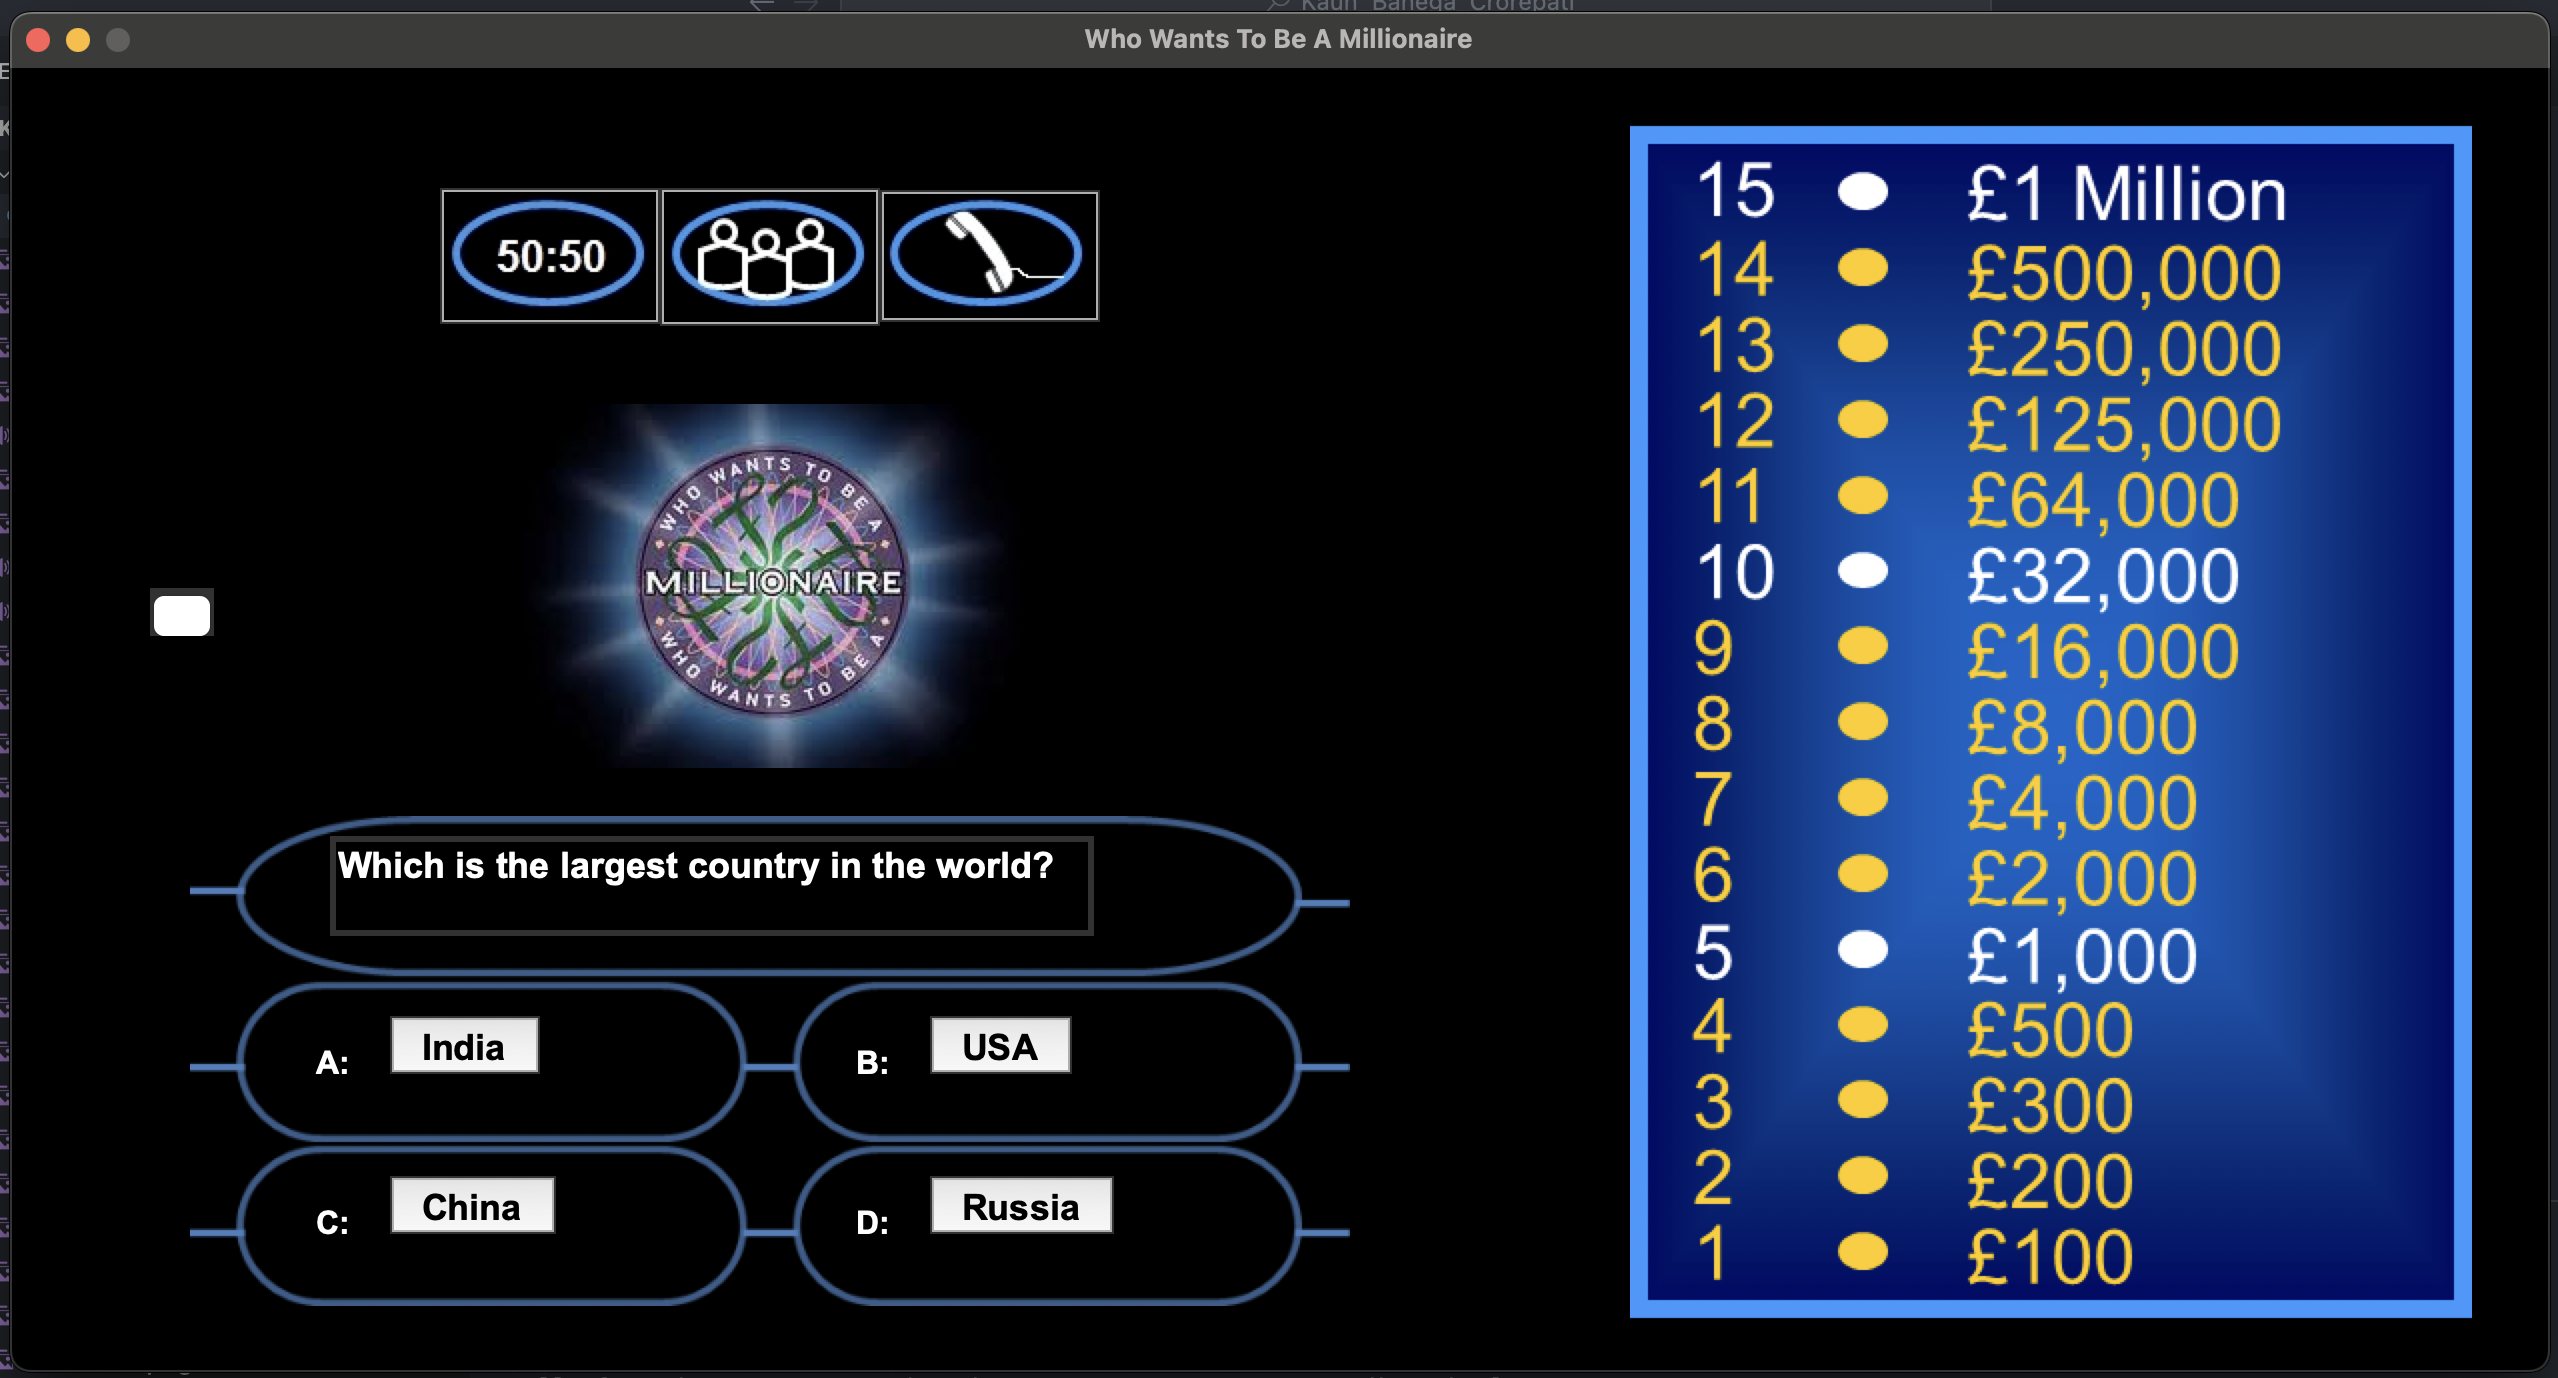 Kaun Banega Crorepati
Who Wants To Be A Millionaire
50:50
WHO WANTS TO BE A
MILLIONAIRE
WHO WANTS TO BE A
Which is the largest country in the world?
A: India
B: USA
C: China
D: Russia
15 £1 Million
14 £500,000
13 £250,000
12 £125,000
11 £64,000
10 £32,000
9 £16,000
8 £8,000
7 £4,000
6 £2,000
5 £1,000
4 £500
3 £300
2 £200
1 £100